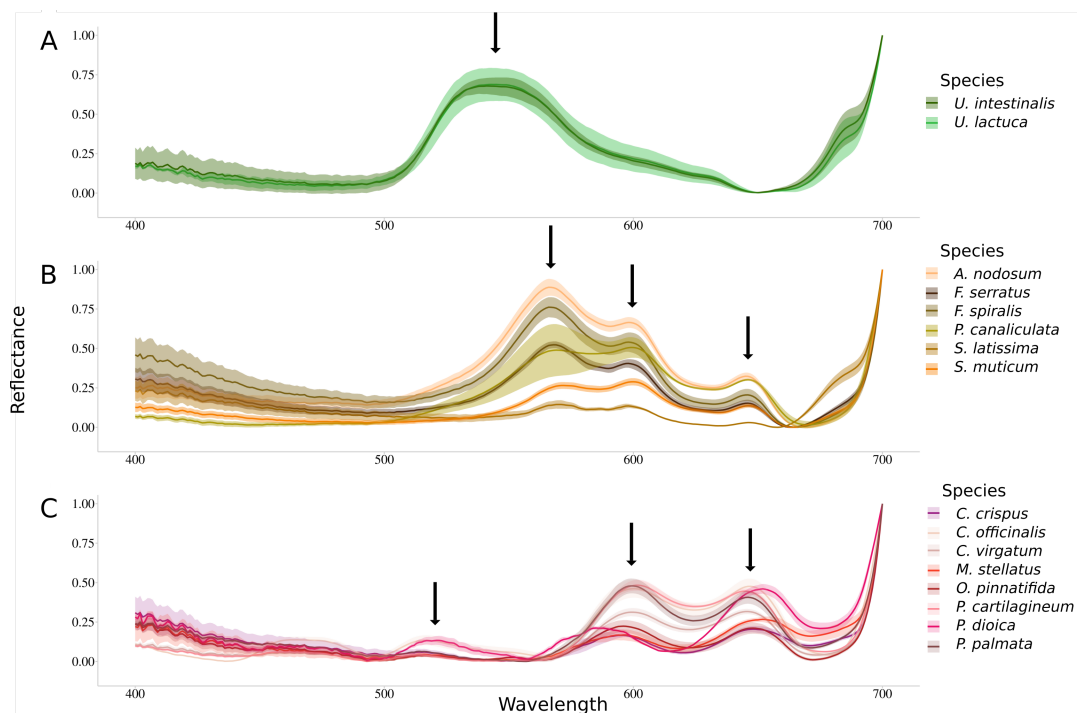 A
1.00
0.75
0.50
0.25
0.00
400 500 600 700
Species
U. intestinalis
U. lactuca
B
1.00
0.75
0.50
0.25
0.00
400 500 600 700
Species
A. nodosum
F. serratus
F. spiralis
P. canaliculata
S. latissima
S. muticum
Reflectance
C
1.00
0.75
0.50
0.25
0.00
400 500 600 700
Wavelength
Species
C. crispus
C. officinalis
C. virgatum
M. stellatus
O. pinnatifida
P. cartilagineum
P. dioica
P. palmata